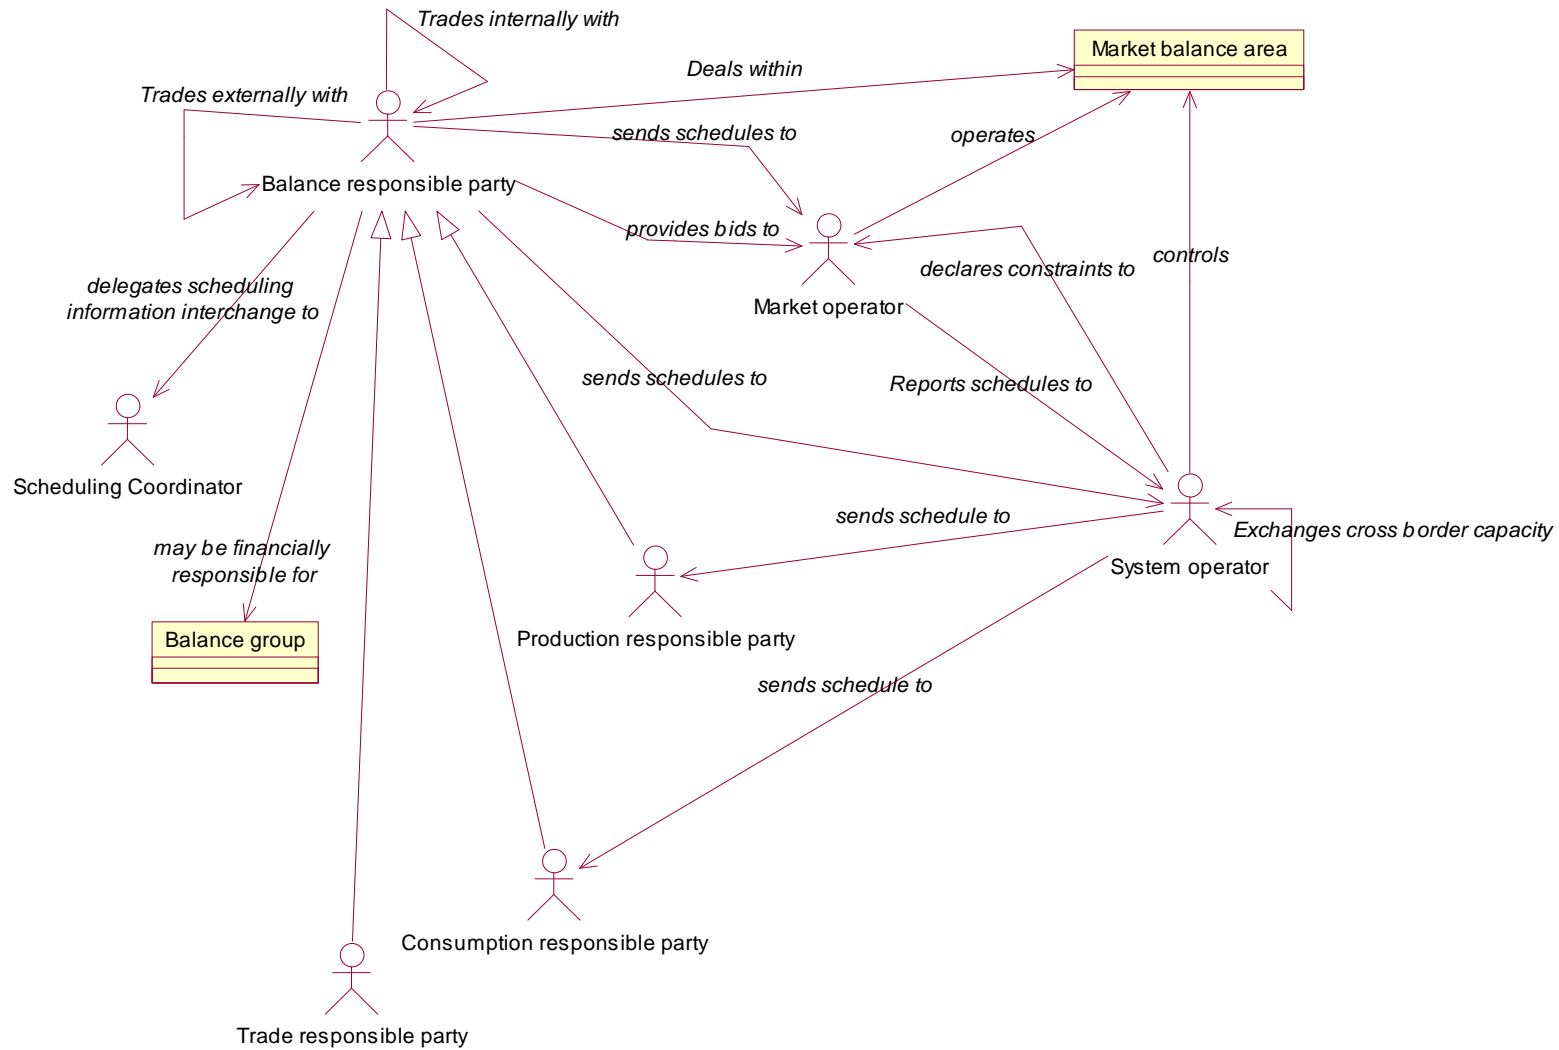 Trades internally with
Market balance area
Deals within
Trades externally with
sends schedules to
operates
Balance responsible party
provides bids to
declares constraints to
controls
Market operator
delegates scheduling
information interchange to
sends schedules to
Reports schedules to
Scheduling Coordinator
sends schedule to
Exchanges cross border capacity
System operator
may be financially
responsible for
Balance group
Production responsible party
sends schedule to
Consumption responsible party
Trade responsible party